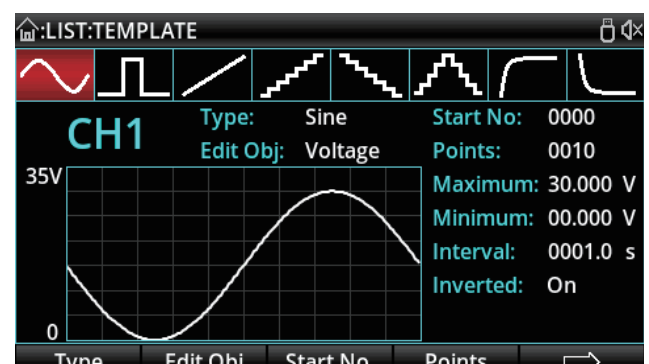 :LIST:TEMPLATE
CH1
Type: Sine
Edit Obj: Voltage
Start No: 0000
Points: 0010
Maximum: 30.000 V
Minimum: 00.000 V
Interval: 0001.0 s
Inverted: On
35V
0
Type Edit Obj Start No Points